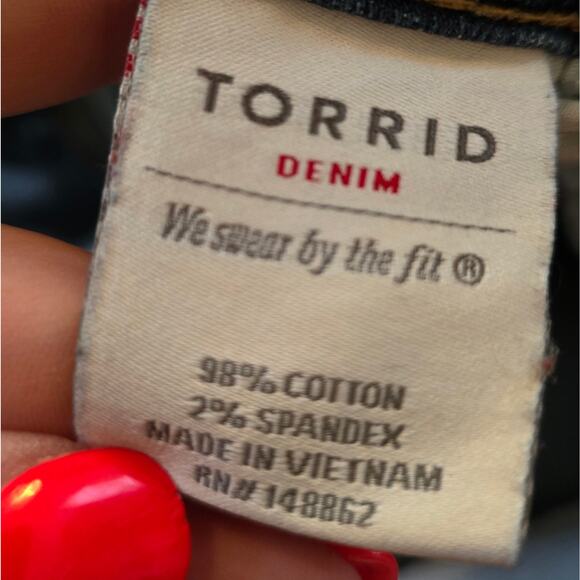 TORRID
DENIM
We swear by the fit ®
98% COTTON
2% SPANDEX
MADE IN VIETNAM
RN# 148862